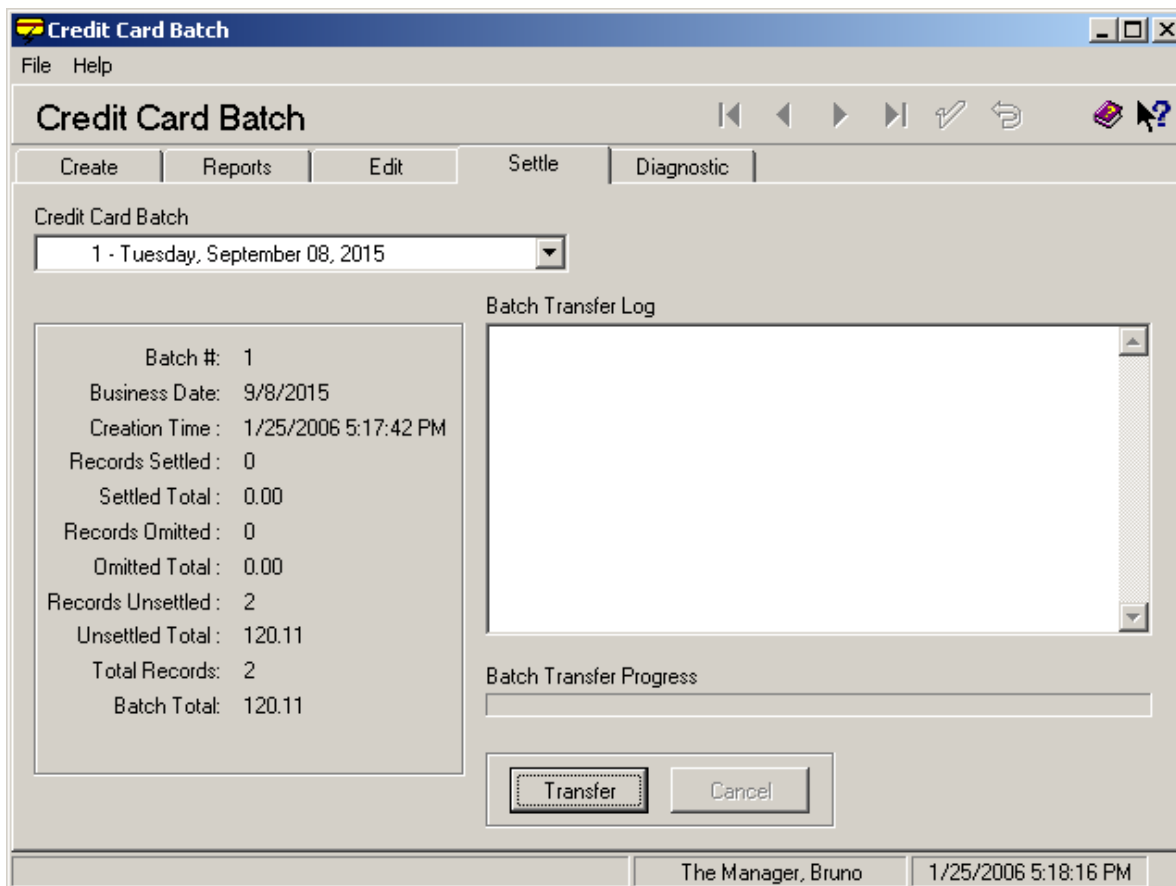 Credit Card Batch
File Help
Credit Card Batch
Create Reports Edit Settle Diagnostic
Credit Card Batch
1 - Tuesday, September 08, 2015
Batch Transfer Log
Batch #: 1
Business Date: 9/8/2015
Creation Time : 1/25/2006 5:17:42 PM
Records Settled : 0
Settled Total : 0.00
Records Omitted : 0
Omitted Total : 0.00
Records Unsettled : 2
Unsettled Total : 120.11
Total Records: 2
Batch Total: 120.11
Batch Transfer Progress
Transfer Cancel
The Manager, Bruno 1/25/2006 5:18:16 PM